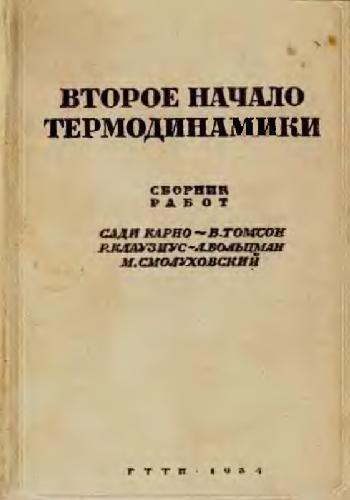 ВТОРОЕ НАЧАЛО
ТЕРМОДИНАМИКИ
СБОРНИК
РАБОТ
САДИ КАРНО~В.ТОМСОН
Р.КЛАУЗИУС~Л.БОЛЬЦМАН
М.СМОЛУХОВСКИЙ
ГТТИ · 1934